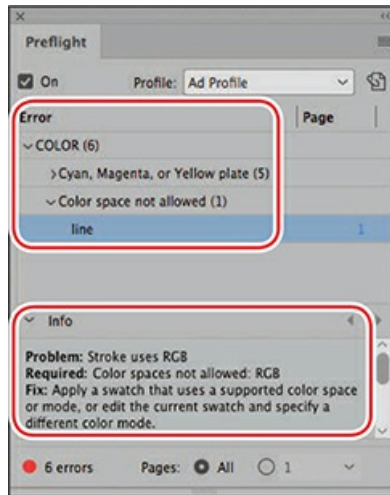 Preflight
On Profile: Ad Profile
Error Page
COLOR (6)
Cyan, Magenta, or Yellow plate (5)
Color space not allowed (1)
line 1
Info
Problem: Stroke uses RGB
Required: Color spaces not allowed: RGB
Fix: Apply a swatch that uses a supported color space
or mode, or edit the current swatch and specify a
different color mode.
6 errors Pages: All 1